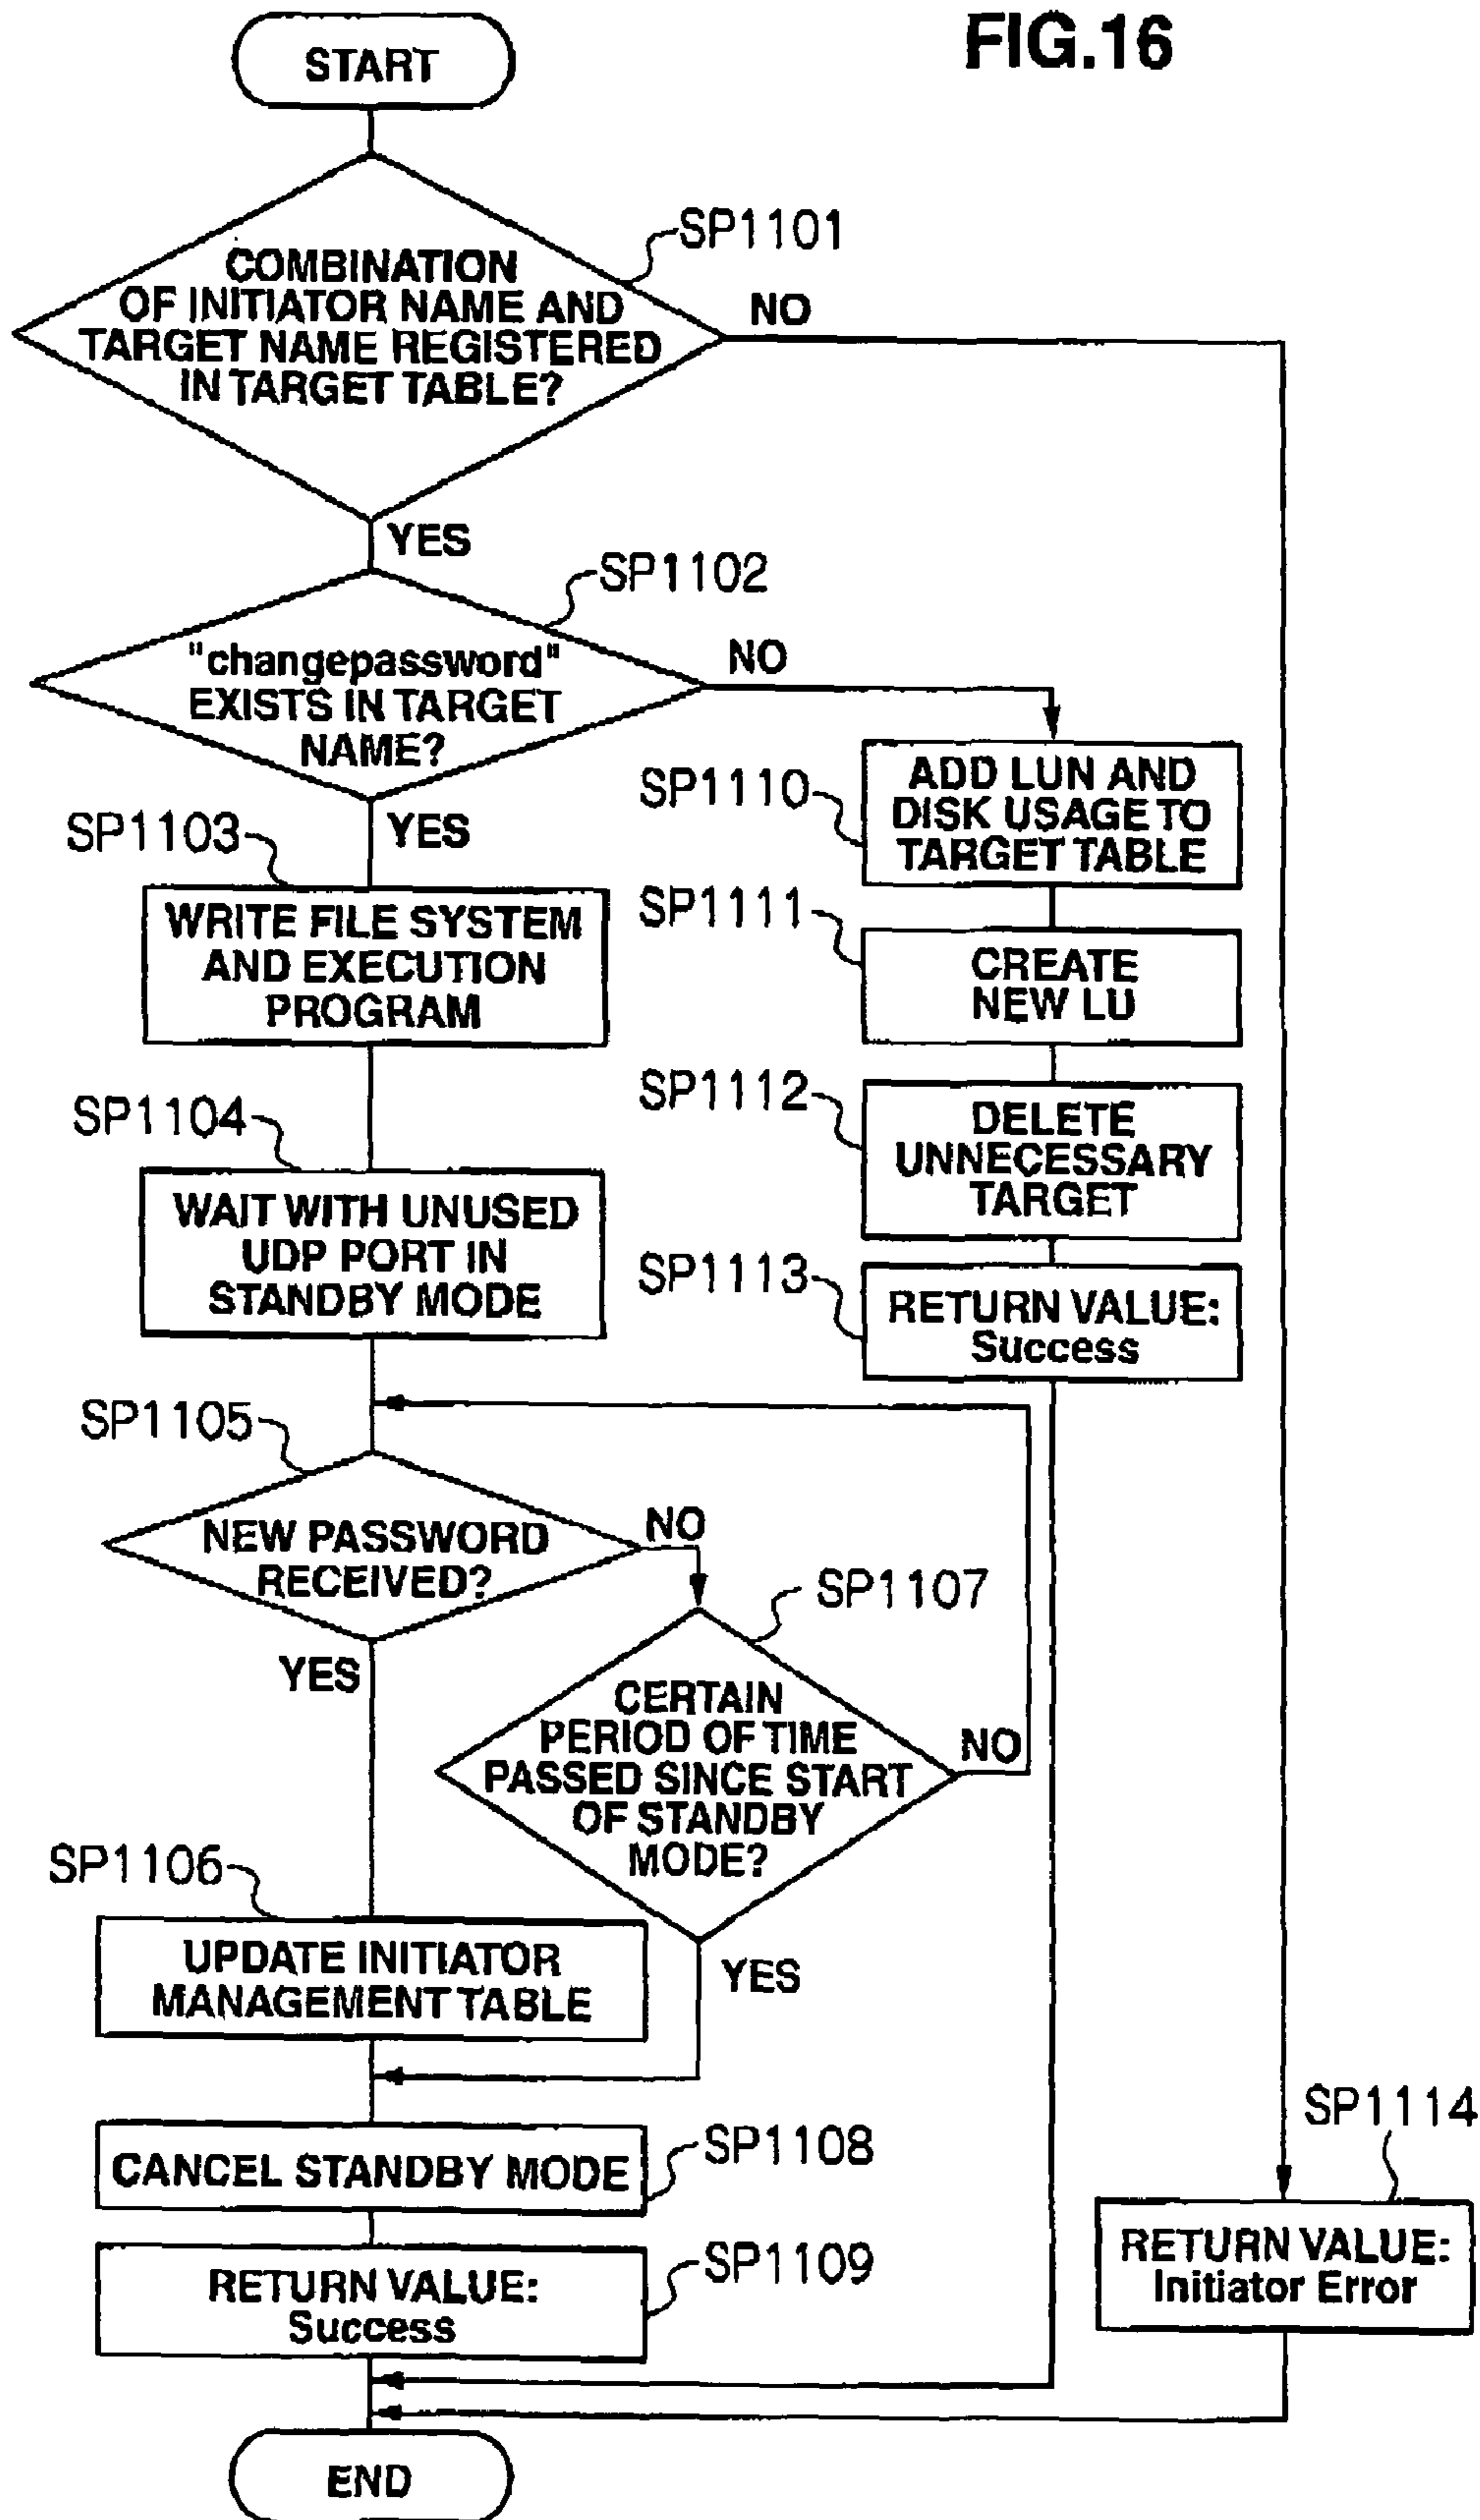 FIG.16
START
SP1101
COMBINATION
OF INITIATOR NAME AND
TARGET NAME REGISTERED
IN TARGET TABLE?
NO
YES
SP1102
"changepassword"
EXISTS IN TARGET
NAME?
NO
YES
SP1103
WRITE FILE SYSTEM
AND EXECUTION
PROGRAM
SP1110
ADD LUN AND
DISK USAGE TO
TARGET TABLE
SP1111
CREATE
NEW LU
SP1104
WAIT WITH UNUSED
UDP PORT IN
STANDBY MODE
SP1112
DELETE
UNNECESSARY
TARGET
SP1113
RETURN VALUE:
Success
SP1105
NEW PASSWORD
RECEIVED?
NO
YES
SP1107
CERTAIN
PERIOD OF TIME
PASSED SINCE START
OF STANDBY
MODE?
NO
YES
SP1106
UPDATE INITIATOR
MANAGEMENT TABLE
CANCEL STANDBY MODE
SP1108
RETURN VALUE:
Success
SP1109
SP1114
RETURN VALUE:
Initiator Error
END